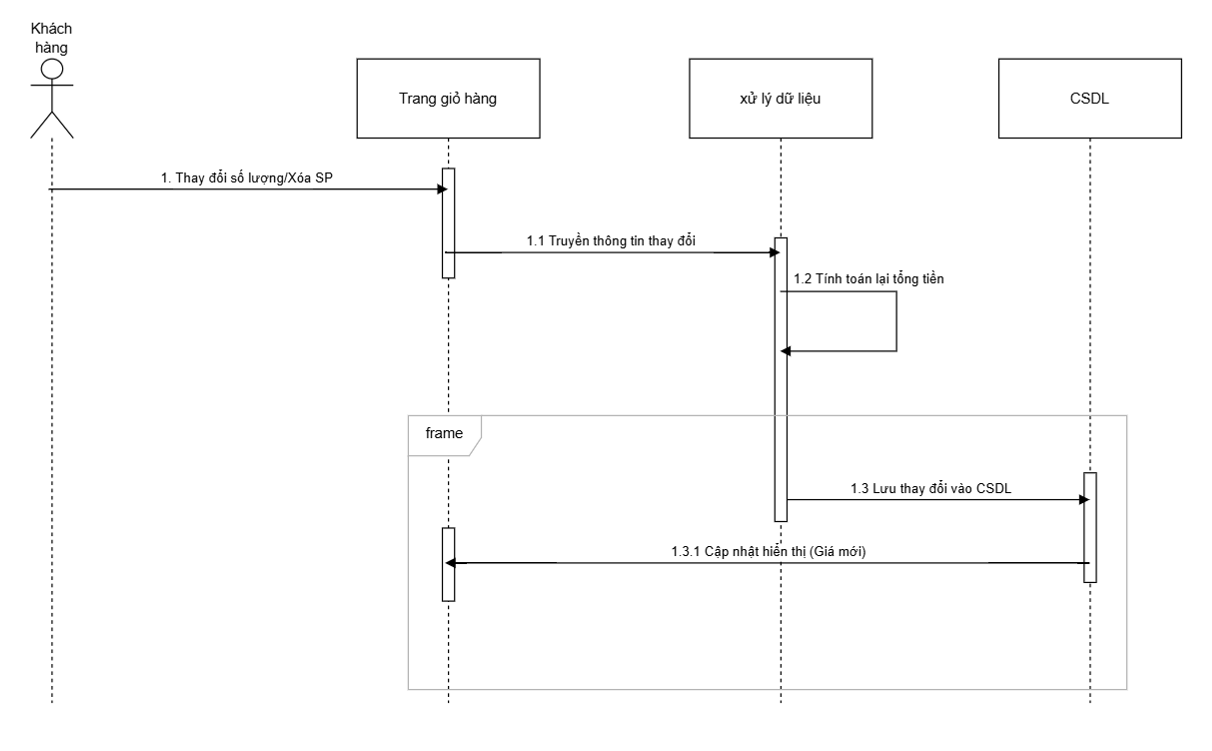 Khách
hàng
Trang giỏ hàng
xử lý dữ liệu
CSDL
1. Thay đổi số lượng/Xóa SP
1.1 Truyền thông tin thay đổi
1.2 Tính toán lại tổng tiền
frame
1.3 Lưu thay đổi vào CSDL
1.3.1 Cập nhật hiển thị (Giá mới)